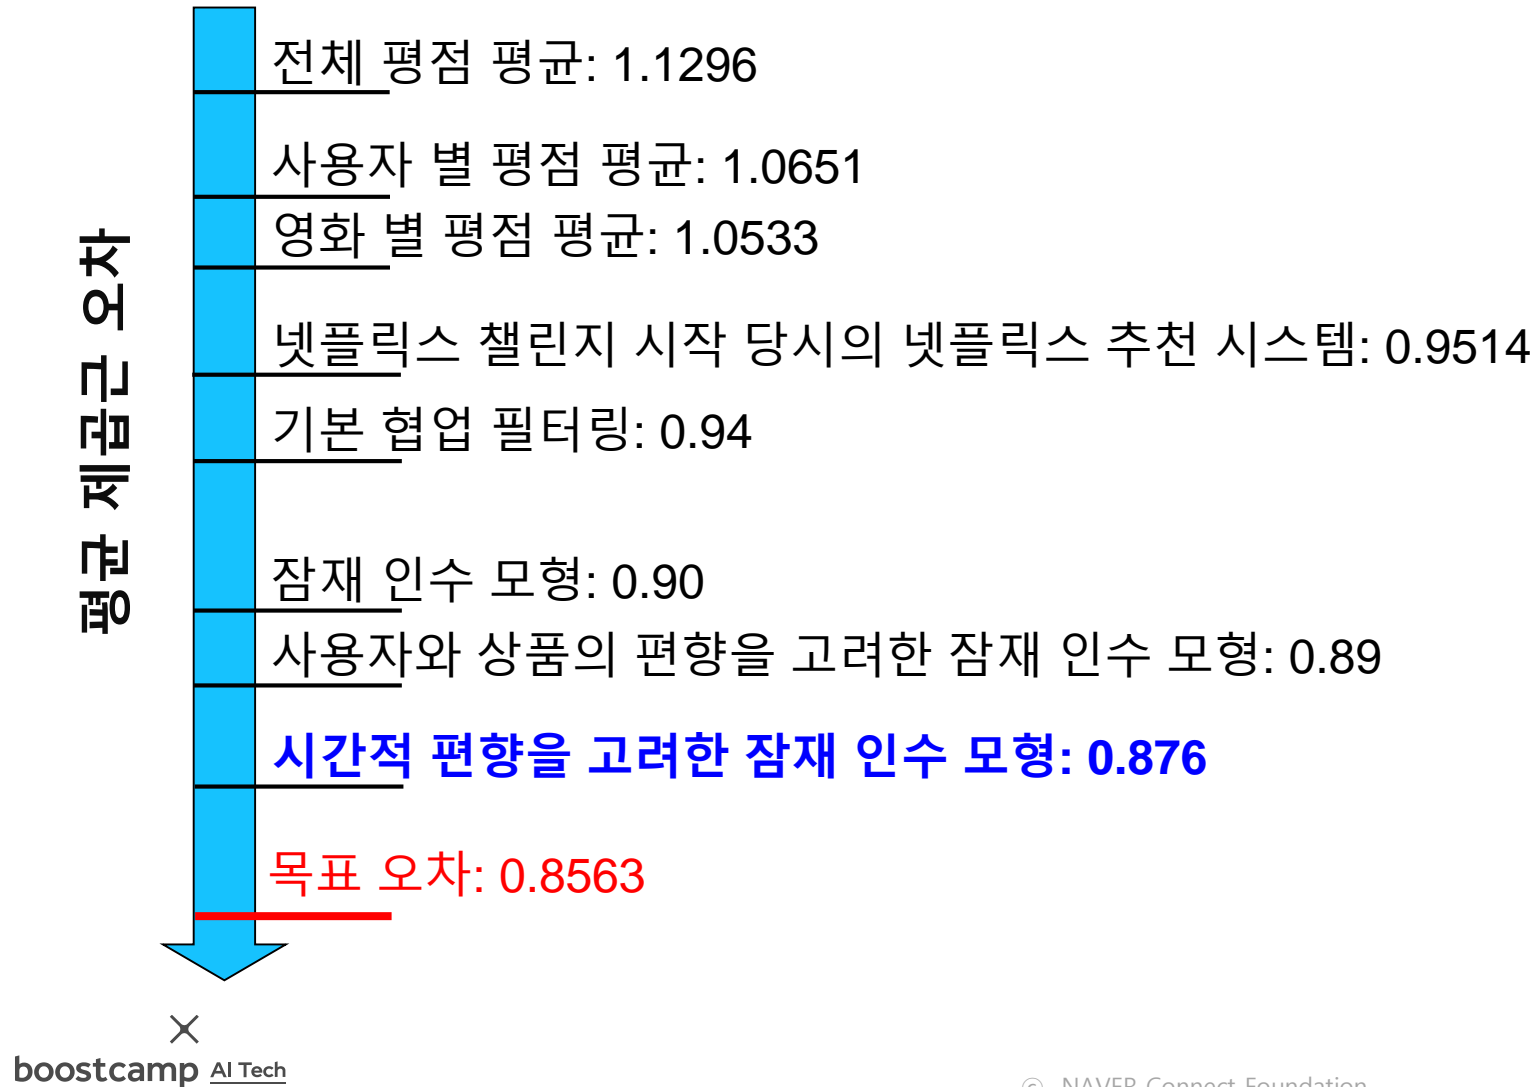 전체 평점 평균: 1.1296
사용자 별 평점 평균: 1.0651
영화 별 평점 평균: 1.0533
넷플릭스 챌린지 시작 당시의 넷플릭스 추천 시스템: 0.9514
기본 협업 필터링: 0.94
잠재 인수 모형: 0.90
사용자와 상품의 편향을 고려한 잠재 인수 모형: 0.89
시간적 편향을 고려한 잠재 인수 모형: 0.876
목표 오차: 0.8563
평균 제곱근 오차
boostcamp AI Tech
© NAVER Connect Foundation